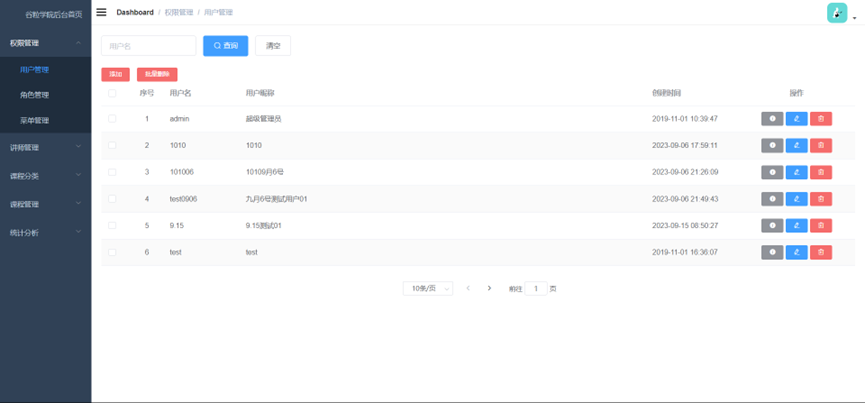 谷粒学院后台首页
权限管理
用户管理
角色管理
菜单管理
讲师管理
课程分类
课程管理
统计分析
Dashboard / 权限管理 / 用户管理
用户名 查询 清空
添加 批量删除
序号 用户名 用户昵称 创建时间 操作
1 admin 超级管理员 2019-11-01 10:39:47
2 1010 1010 2023-09-06 17:59:11
3 101006 10109月6号 2023-09-06 21:26:09
4 test0906 九月6号测试用户01 2023-09-06 21:49:43
5 9.15 9.15测试01 2023-09-15 08:50:27
6 test test 2019-11-01 16:36:07
10条/页 前往 1 页